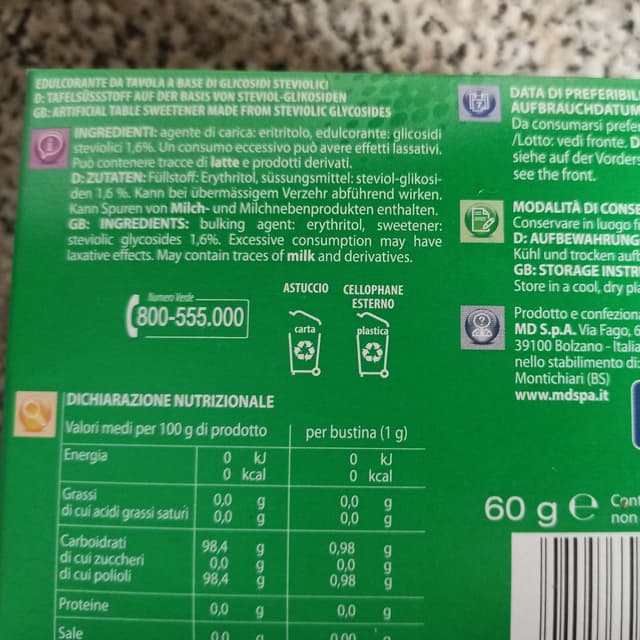 EDULCORANTE DA TAVOLA A BASE DI GLICOSIDI STEVIOLICI
D: TAFELSÜSSSTOFF AUF DER BASIS VON STEVIOL-GLIKOSIDEN
GB: ARTIFICIAL TABLE SWEETENER MADE FROM STEVIOLIC GLYCOSIDES
INGREDIENTI: agente di carica: eritritolo, edulcorante: glicosidi
steviolici 1,6%. Un consumo eccessivo può avere effetti lassativi.
Può contenere tracce di latte e prodotti derivati.
D: ZUTATEN: Füllstoff: Erythritol, süssungsmittel: steviol-glikosi-
den 1,6 %. Kann bei übermässigem Verzehr abführend wirken.
Kann Spuren von Milch- und Milchnebenprodukten enthalten.
GB: INGREDIENTS: bulking agent: erythritol, sweetener:
steviolic glycosides 1,6%. Excessive consumption may have
laxative effects. May contain traces of milk and derivatives.
Numero Verde
800-555.000
ASTUCCIO
carta
CELLOPHANE
ESTERNO
plastica
DICHIARAZIONE NUTRIZIONALE
Valori medi per 100 g di prodotto per bustina (1 g)
Energia 0 kJ 0 kJ
0 kcal 0 kcal
Grassi 0,0 g 0,0 g
di cui acidi grassi saturi 0,0 g 0,0 g
Carboidrati 98,4 g 0,98 g
di cui zuccheri 0,0 g 0,0 g
di cui polioli 98,4 g 0,98 g
Proteine 0,0 g 0,0 g
Sale 0,0 g 0,00 g
DATA DI PREFERIBIL
AUFBRAUCHDATUM
Da consumarsi prefe
/Lotto: vedi fronte. D
siehe auf der Vorders
see the front.
MODALITÀ DI CONSE
Conservare in luogo f
D: AUFBEWAHRUNG
Kühl und trocken aufb
GB: STORAGE INSTR
Store in a cool, dry pla
Prodotto e confezion
MD S.p.A. Via Fago, 6
39100 Bolzano - Italia
nello stabilimento di:
Montichiari (BS)
www.mdspa.it
60 g e
Cont
non